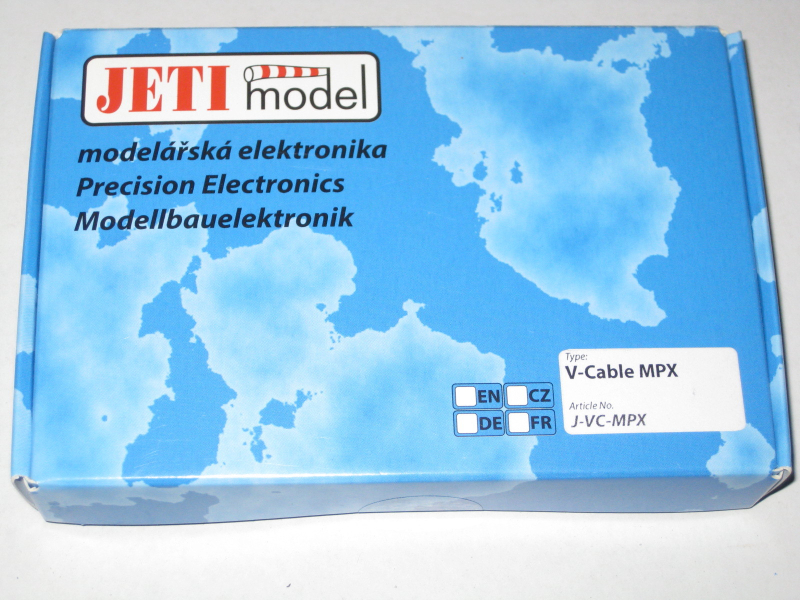 JETI model
modelářská elektronika
Precision Electronics
Modellbauelektronik
Type:
V-Cable MPX
EN CZ
Article No.
DE FR
J-VC-MPX